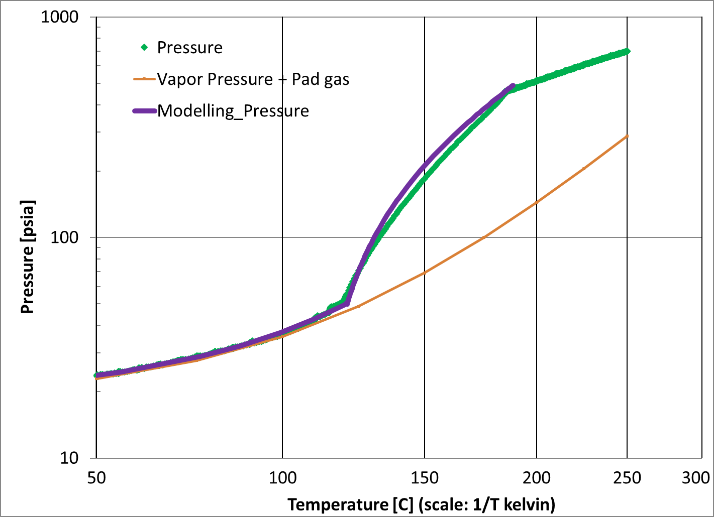 1000
Pressure
Vapor Pressure + Pad gas
Modelling_Pressure
Pressure [psia]
100
10
50 100 150 200 250 300
Temperature [C] (scale: 1/T kelvin)